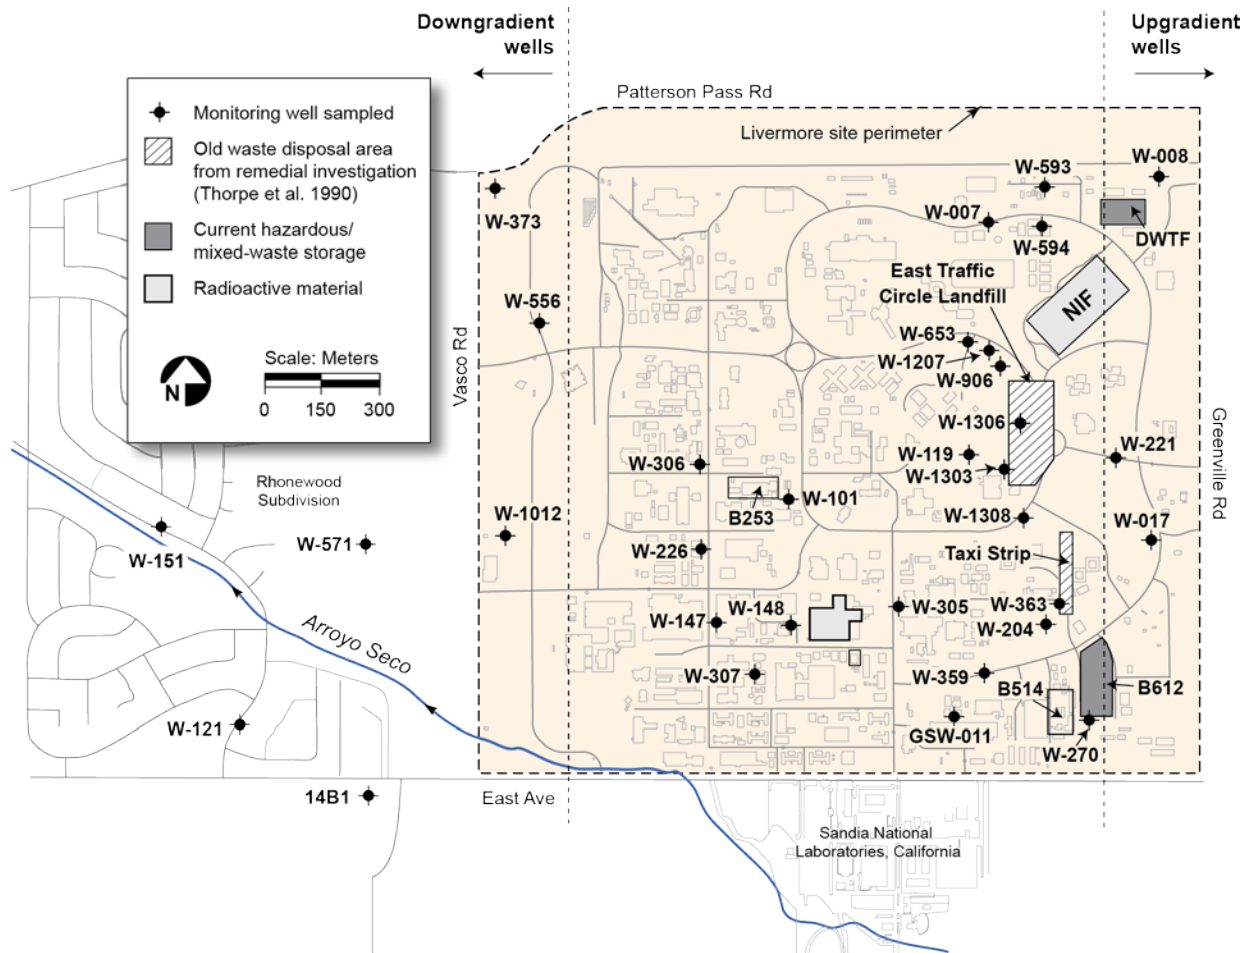 Downgradient
wells
Upgradient
wells
Patterson Pass Rd
Livermore site perimeter
Monitoring well sampled
Old waste disposal area
from remedial investigation
(Thorpe et al. 1990)
Current hazardous/
mixed-waste storage
Radioactive material
N
Scale: Meters
0 150 300
W-373
W-593
W-008
W-007
W-594
DWTF
East Traffic
Circle Landfill
NIF
W-556
Vasco Rd
W-653
W-1207
W-906
W-1306
W-119
W-1303
W-221
Greenville Rd
W-306
B253
W-101
W-1308
W-017
Rhonewood
Subdivision
W-1012
W-151
W-571
W-226
Taxi Strip
W-363
W-204
W-305
W-147
W-148
Arroyo Seco
W-307
W-359
B514
B612
W-121
GSW-011
W-270
14B1
East Ave
Sandia National
Laboratories, California